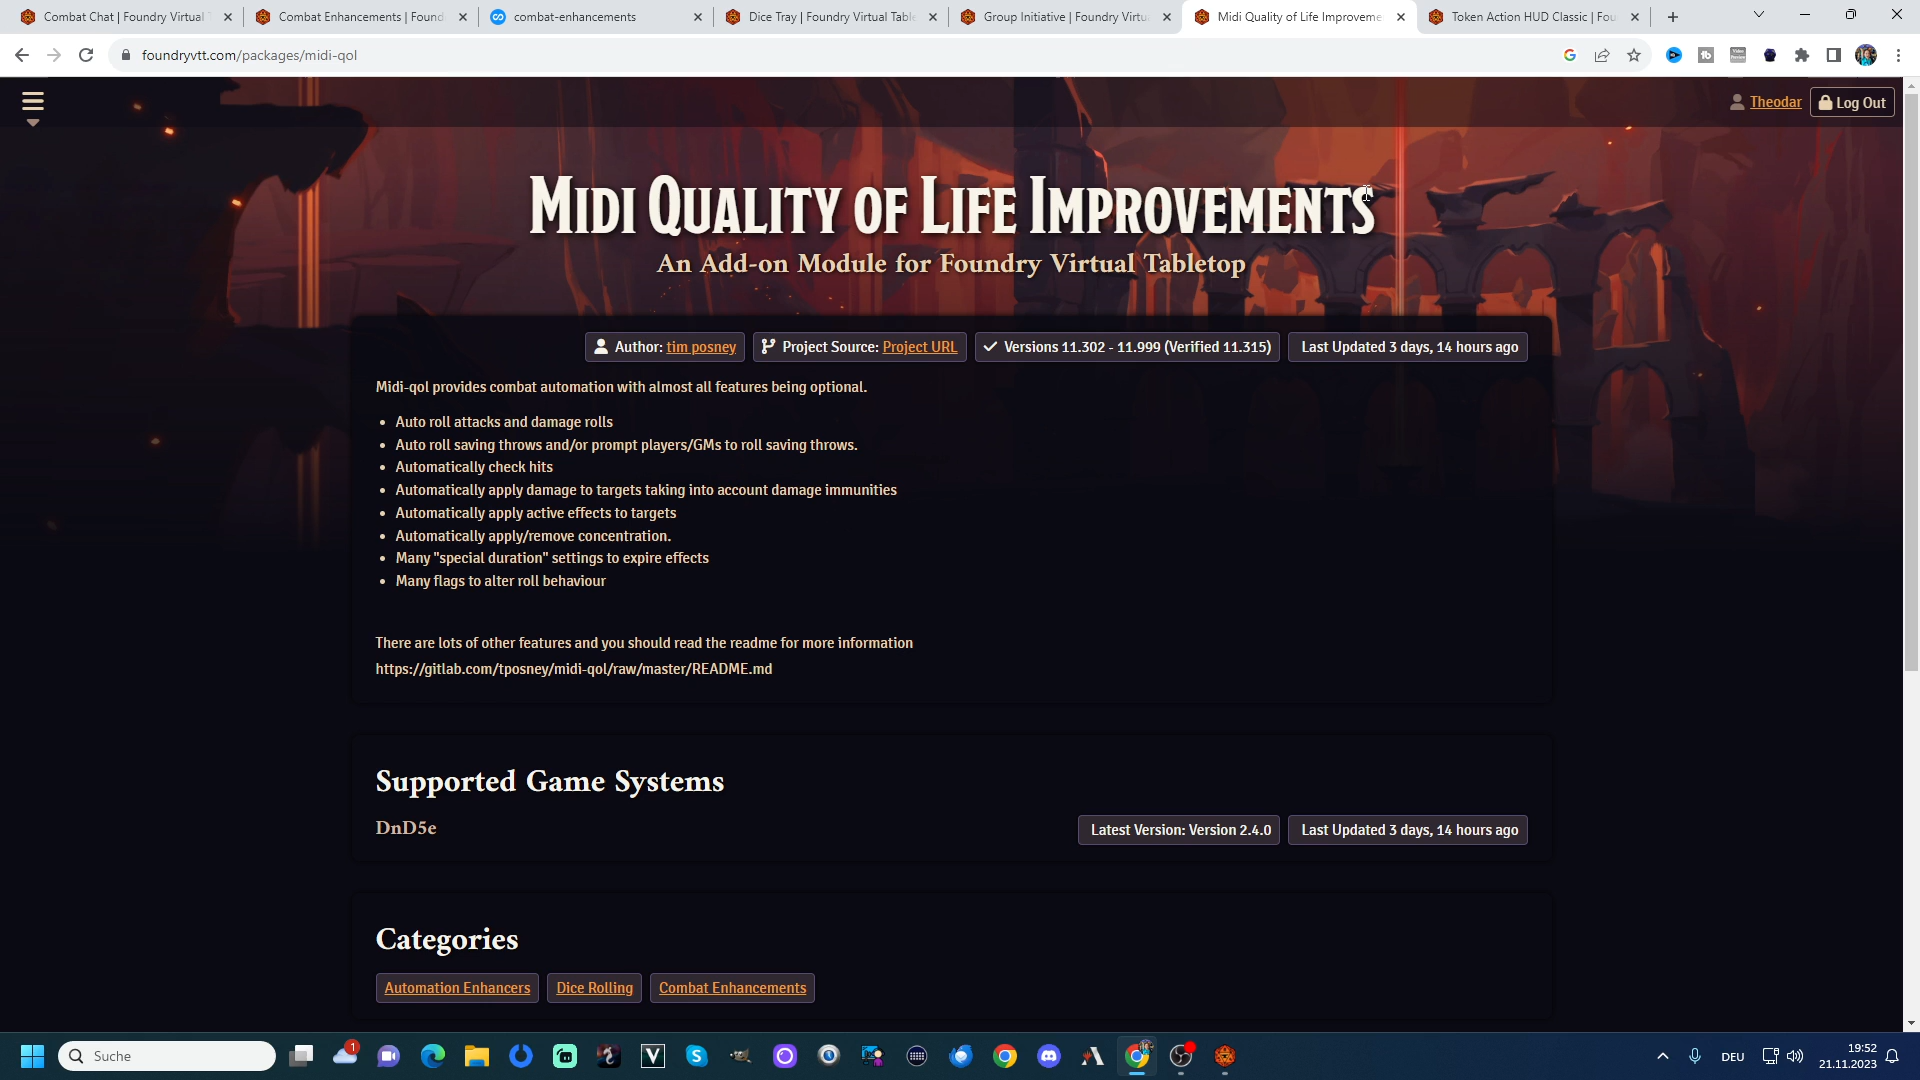 Combat Chat | Foundry Virtual T
Combat Enhancements | Found
combat-enhancements
Dice Tray | Foundry Virtual Table
Group Initiative | Foundry Virtu
Midi Quality of Life Improveme
Token Action HUD Classic | Fou
foundryvtt.com/packages/midi-qol
Theodar
Log Out
Midi Quality of Life Improvements
An Add-on Module for Foundry Virtual Tabletop
Author: tim posney
Project Source: Project URL
Versions 11.302 - 11.999 (Verified 11.315)
Last Updated 3 days, 14 hours ago
Midi-qol provides combat automation with almost all features being optional.
• Auto roll attacks and damage rolls
• Auto roll saving throws and/or prompt players/GMs to roll saving throws.
• Automatically check hits
• Automatically apply damage to targets taking into account damage immunities
• Automatically apply active effects to targets
• Automatically apply/remove concentration.
• Many "special duration" settings to expire effects
• Many flags to alter roll behaviour
There are lots of other features and you should read the readme for more information
https://gitlab.com/tposney/midi-qol/raw/master/README.md
Supported Game Systems
DnD5e
Latest Version: Version 2.4.0
Last Updated 3 days, 14 hours ago
Categories
Automation Enhancers
Dice Rolling
Combat Enhancements
Suche
1
DEU
19:52
21.11.2023